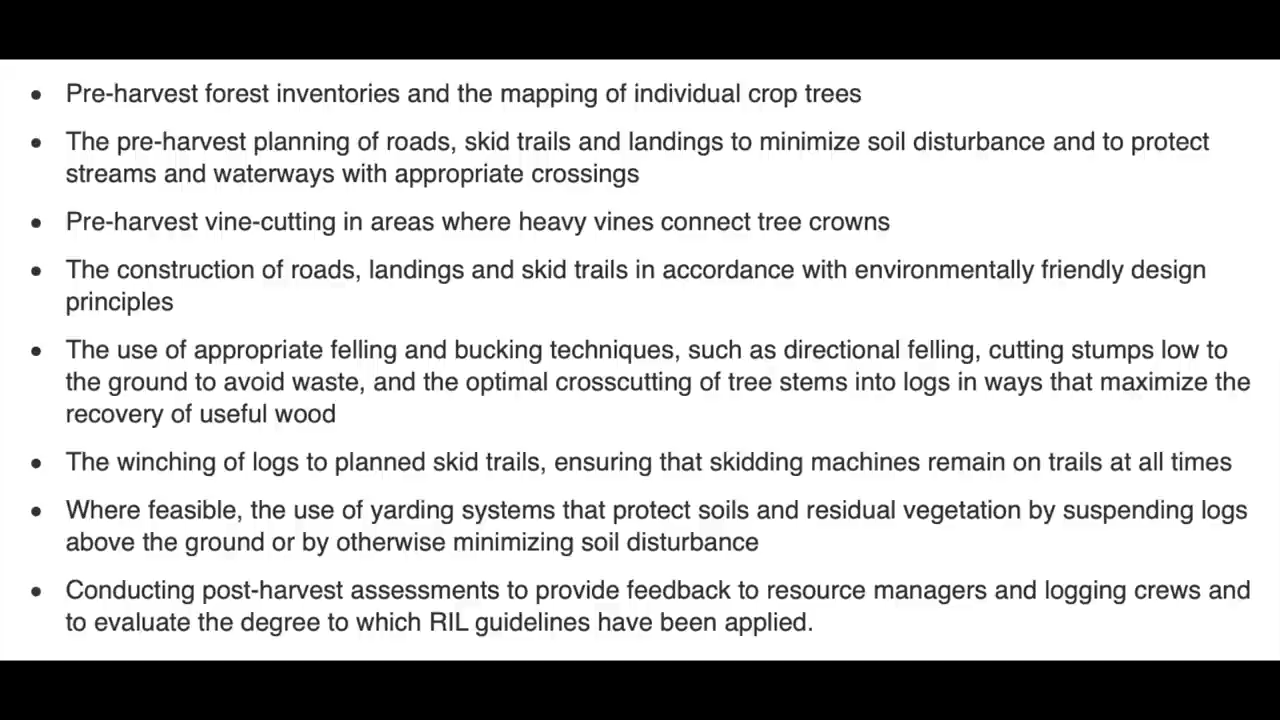 • Pre-harvest forest inventories and the mapping of individual crop trees
• The pre-harvest planning of roads, skid trails and landings to minimize soil disturbance and to protect
streams and waterways with appropriate crossings
• Pre-harvest vine-cutting in areas where heavy vines connect tree crowns
• The construction of roads, landings and skid trails in accordance with environmentally friendly design
principles
• The use of appropriate felling and bucking techniques, such as directional felling, cutting stumps low to
the ground to avoid waste, and the optimal crosscutting of tree stems into logs in ways that maximize the
recovery of useful wood
• The winching of logs to planned skid trails, ensuring that skidding machines remain on trails at all times
• Where feasible, the use of yarding systems that protect soils and residual vegetation by suspending logs
above the ground or by otherwise minimizing soil disturbance
• Conducting post-harvest assessments to provide feedback to resource managers and logging crews and
to evaluate the degree to which RIL guidelines have been applied.